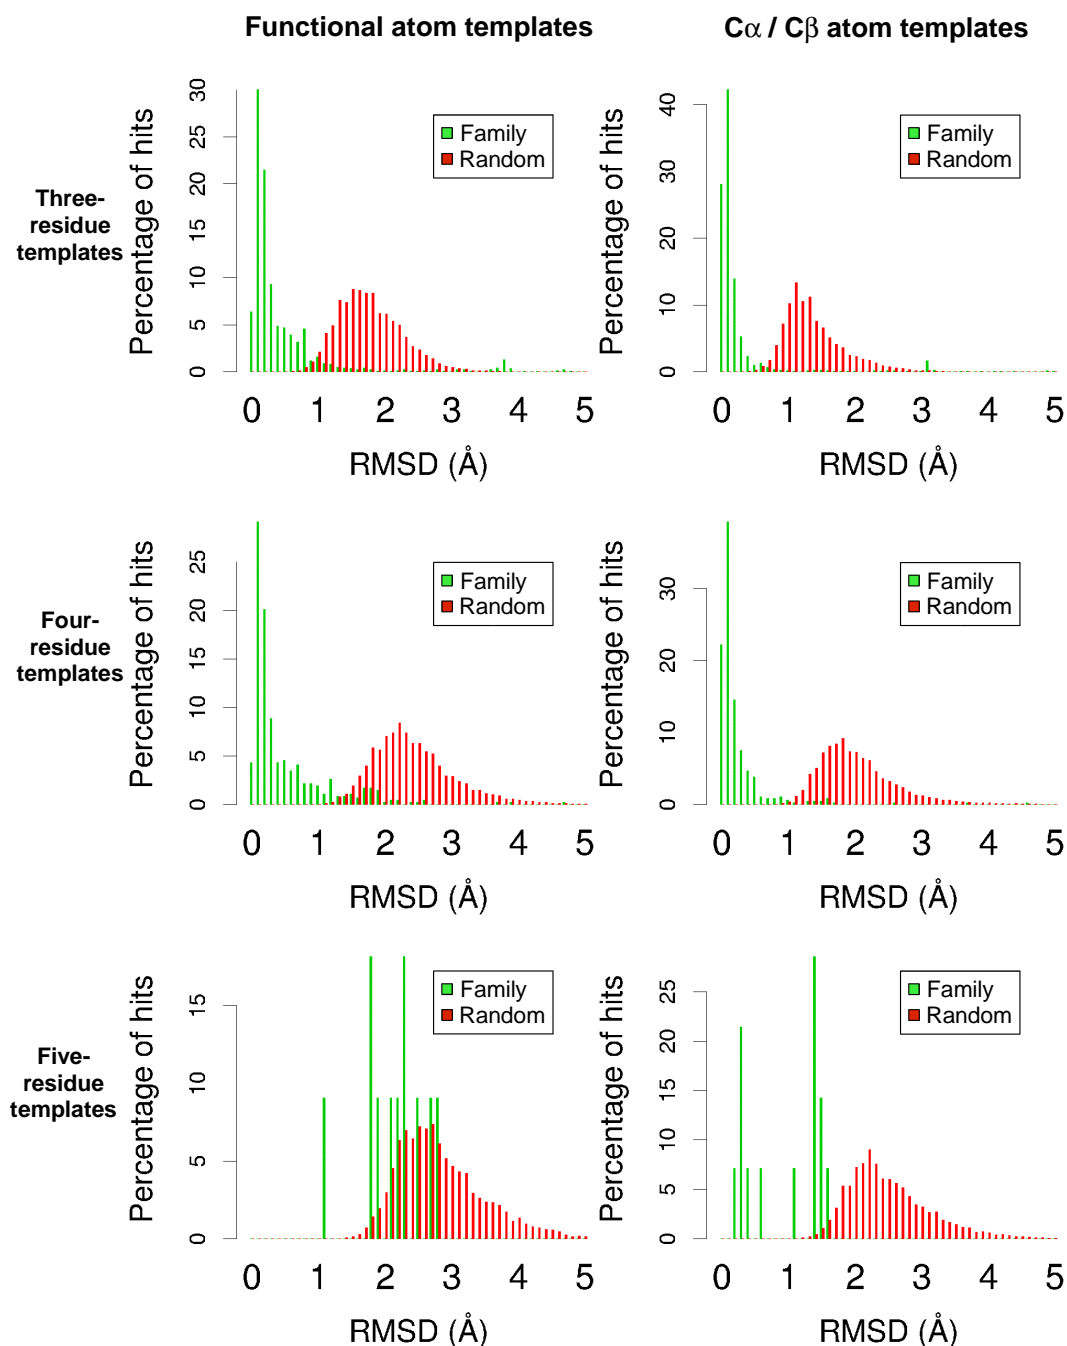 Functional atom templates
Cα / Cβ atom templates
Three-
residue
templates
Percentage of hits
0 5 10 15 20 25 30
Family
Random
0 1 2 3 4 5
RMSD (Å)
Percentage of hits
0 10 20 30 40
Family
Random
0 1 2 3 4 5
RMSD (Å)
Four-
residue
templates
Percentage of hits
0 5 10 15 20 25
Family
Random
0 1 2 3 4 5
RMSD (Å)
Percentage of hits
0 10 20 30
Family
Random
0 1 2 3 4 5
RMSD (Å)
Five-
residue
templates
Percentage of hits
0 5 10 15
Family
Random
0 1 2 3 4 5
RMSD (Å)
Percentage of hits
0 5 10 15 20 25
Family
Random
0 1 2 3 4 5
RMSD (Å)